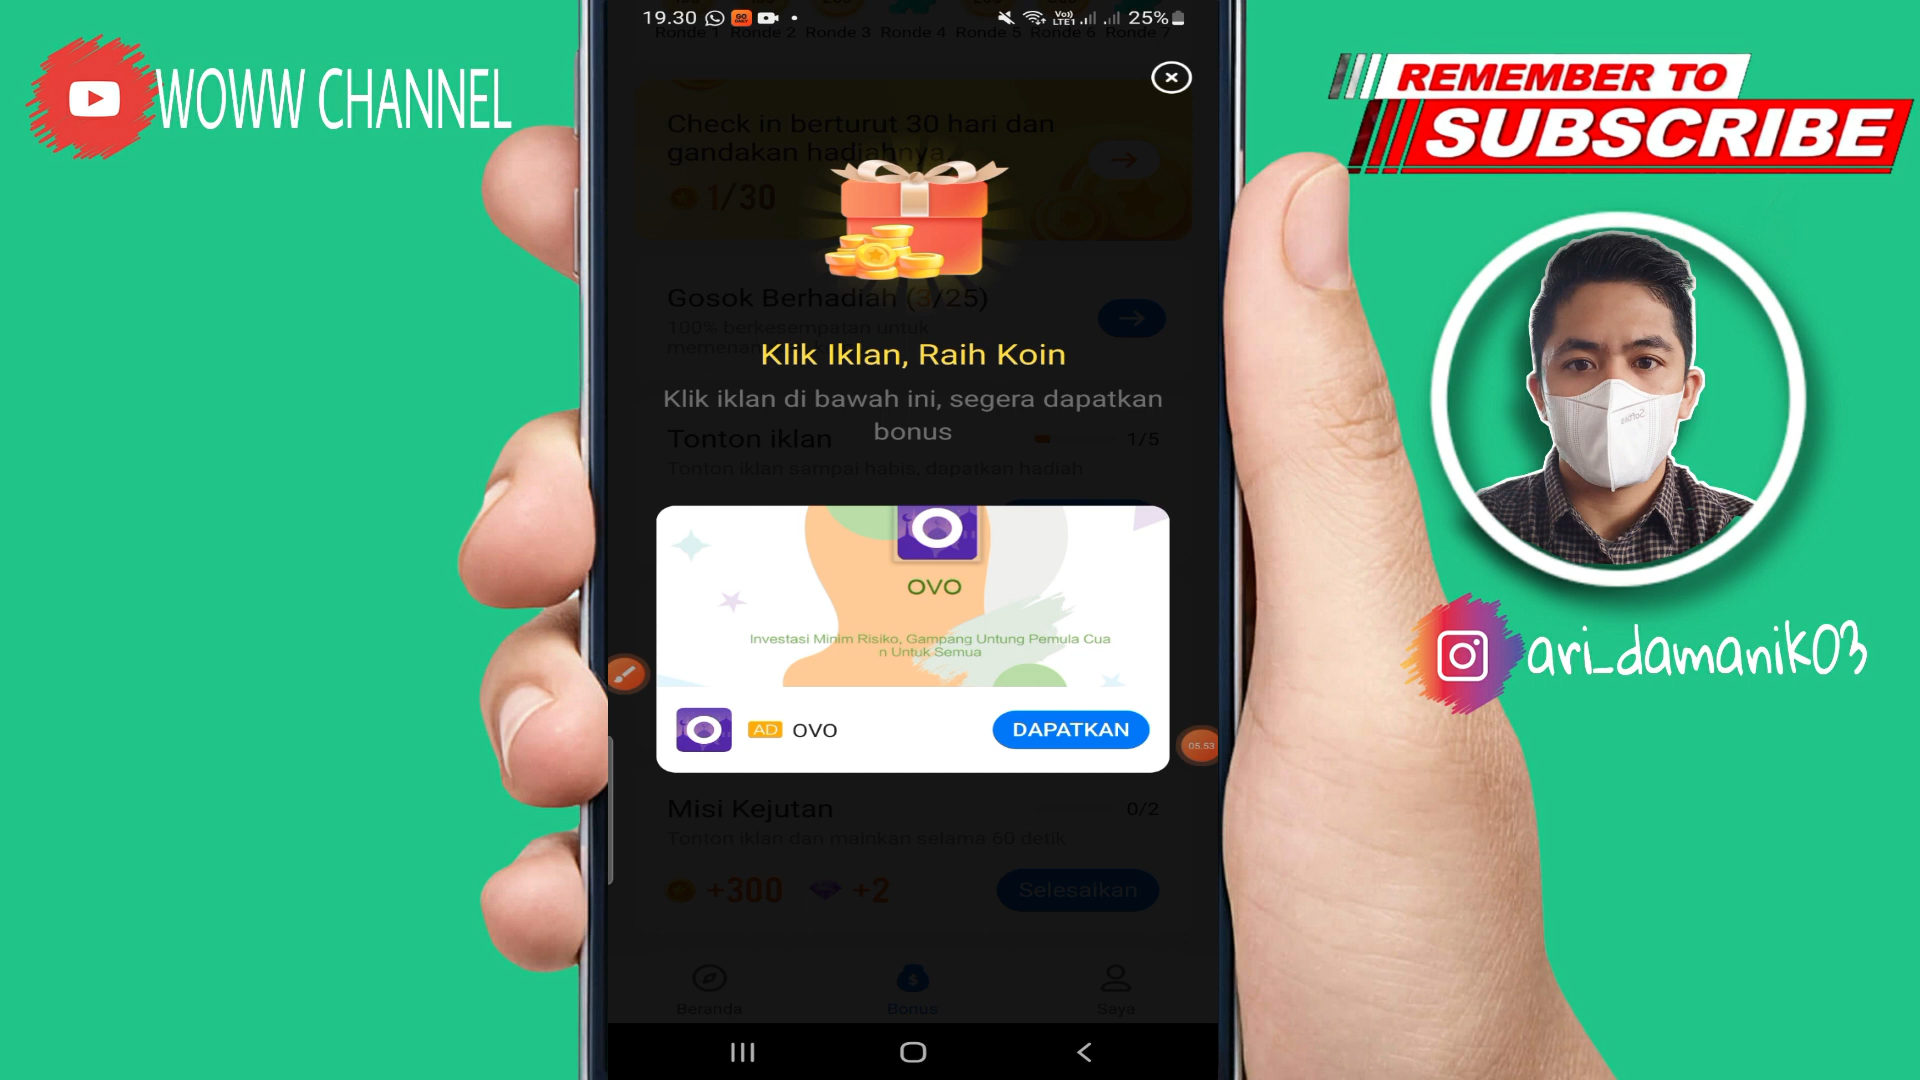 WOWW CHANNEL
REMEMBER TO
SUBSCRIBE
19.30
Vo))
LTE1
25%
Ronde 1 Ronde 2 Ronde 3 Ronde 4 Ronde 5 Ronde 6 Ronde 7
Check in berturut 30 hari dan
gandakan hadiahnya.
1/30
Gosok Berhadiah (3/25)
100% berkesempatan untuk
Klik Iklan, Raih Koin
Klik iklan di bawah ini, segera dapatkan
bonus
Tonton iklan
1/5
Tonton iklan sampai habis, dapatkan hadiah
OVO
Investasi Minim Risiko, Gampang Untung Pemula Cua
n Untuk Semua
AD OVO
DAPATKAN
05.53
Misi Kejutan
0/2
Tonton iklan dan mainkan selama 60 detik
+300
+2
Selesaikan
Beranda
Bonus
Saya
ari_damanik03